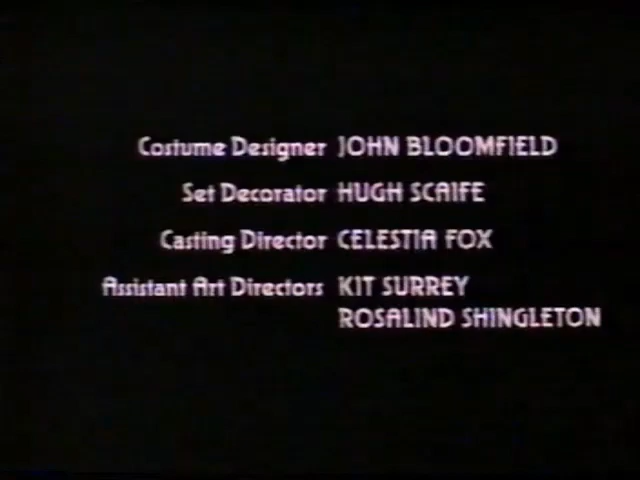 Costume Designer JOHN BLOOMFIELD
Set Decorator HUGH SCAIFE
Casting Director CELESTIA FOX
Assistant Art Directors KIT SURREY
ROSALIND SHINGLETON